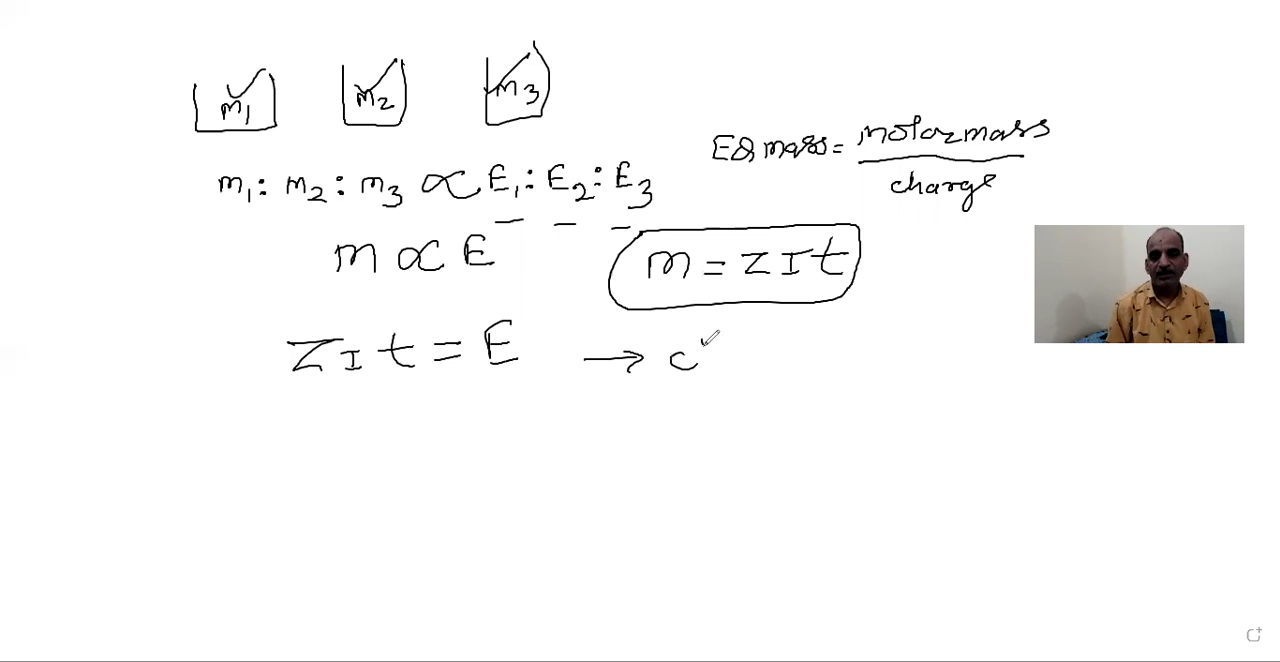 m₁ m₂ m₃
Eq mass = molar mass / charge
m₁ : m₂ : m₃ ∝ E₁ : E₂ : E₃
m ∝ E
m = Z I t
Z I t = E → c